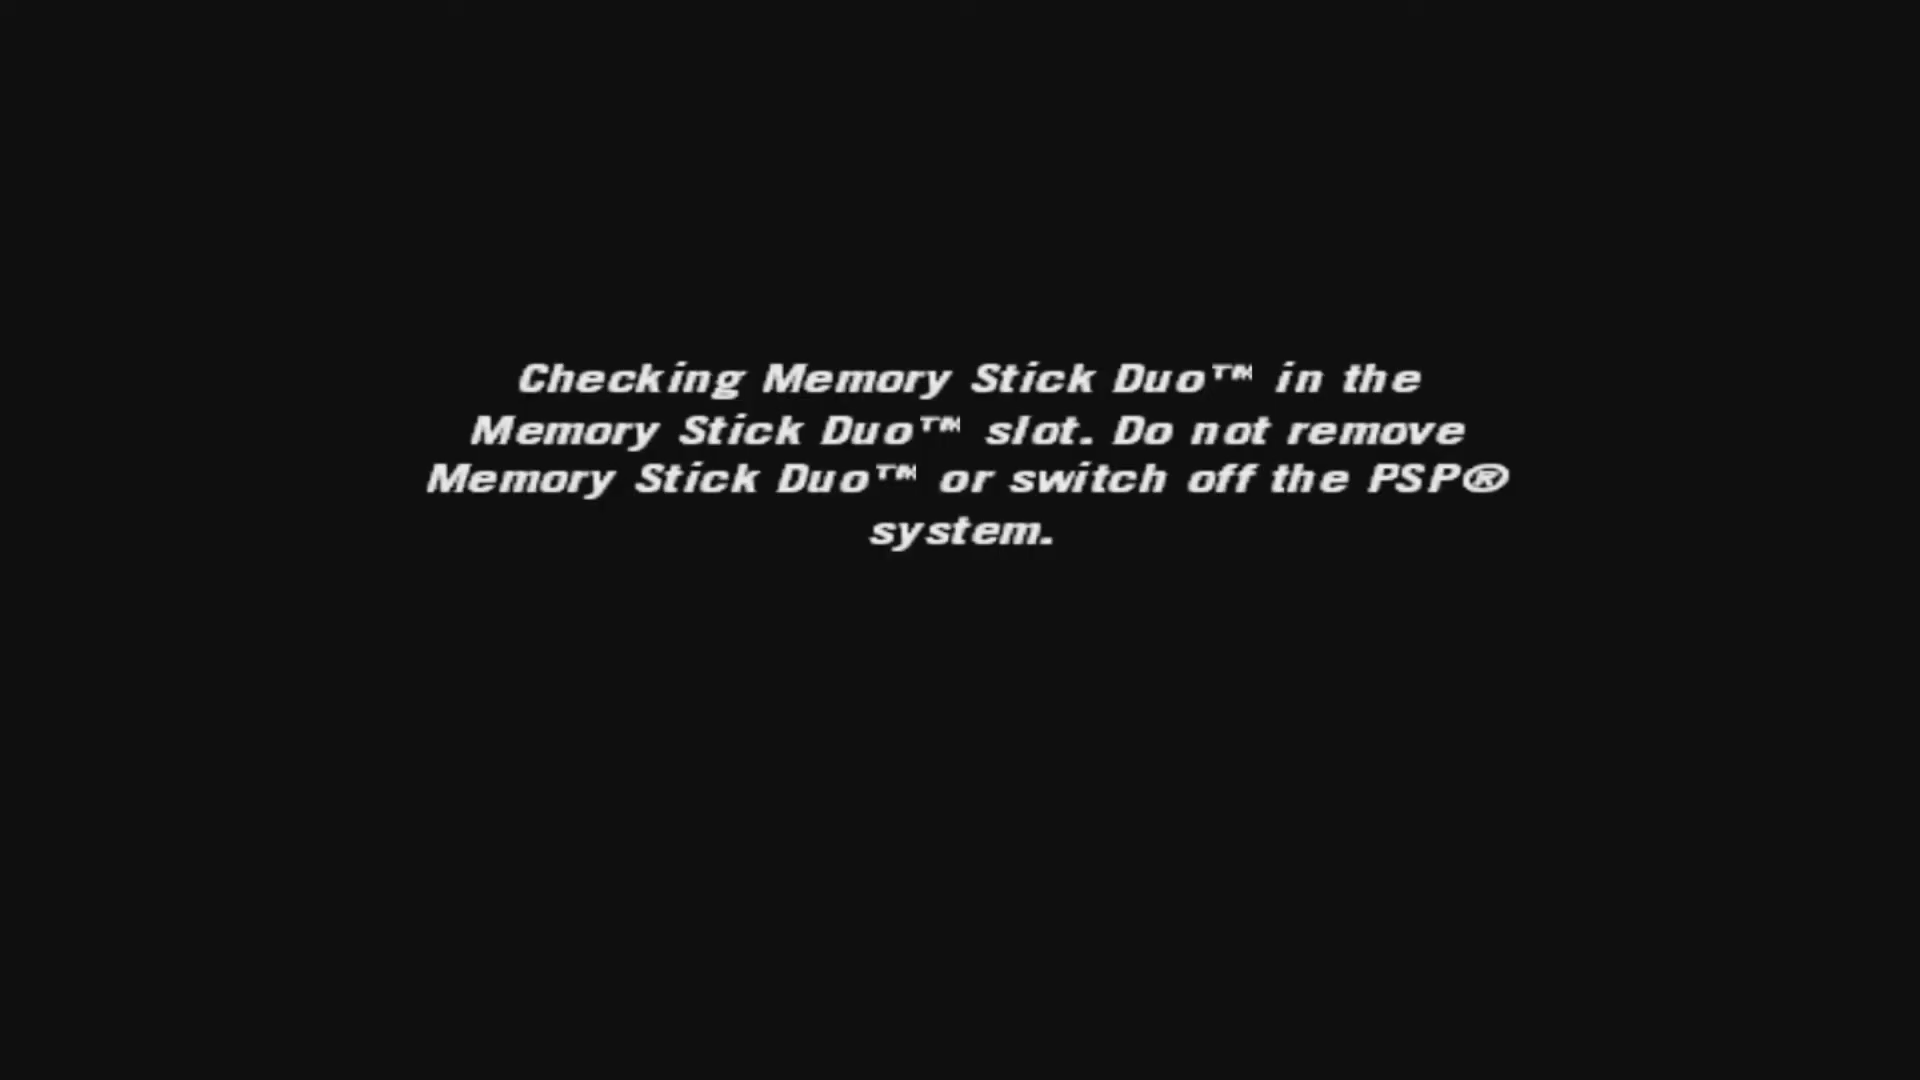 Checking Memory Stick Duo™ in the
Memory Stick Duo™ slot. Do not remove
Memory Stick Duo™ or switch off the PSP®
system.